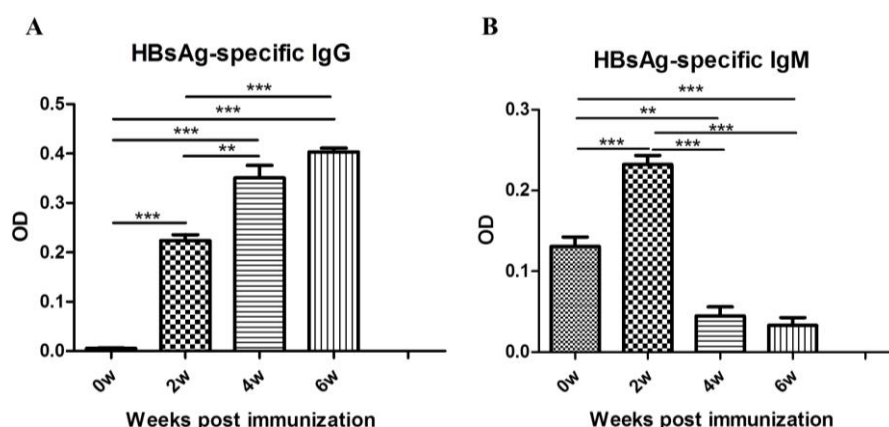 A
HBsAg-specific IgG
0.5
0.4
0.3
0.2
0.1
0.0
OD
***
***
***
**
***
0w
2w
4w
6w
Weeks post immunization
B
HBsAg-specific IgM
0.3
0.2
0.1
0.0
OD
***
**
***
***
***
0w
2w
4w
6w
Weeks post immunization